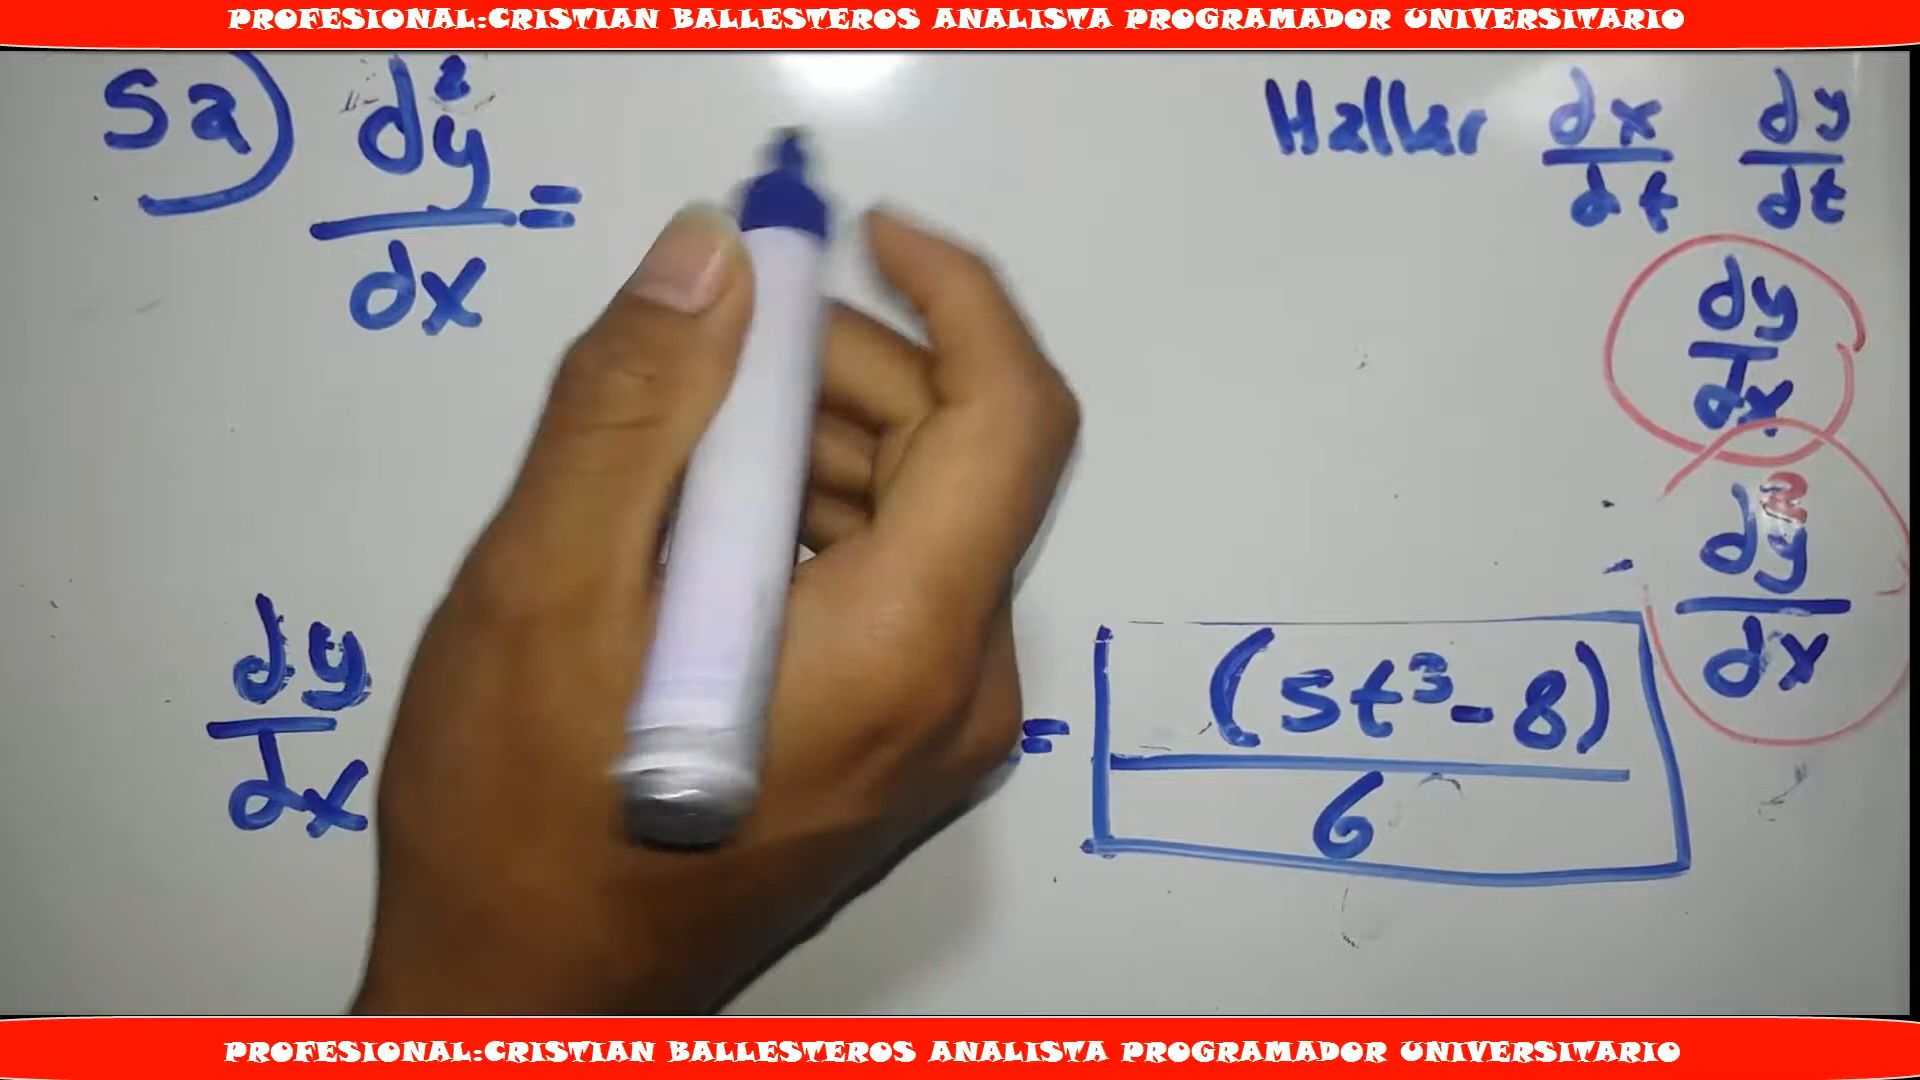 PROFESIONAL:CRISTIAN BALLESTEROS ANALISTA PROGRAMADOR UNIVERSITARIO
5a) d²y/dx =
Hallar dx/dt dy/dt
dy/dx
d²y/dx
dy/dx = (5t³-8)/6
PROFESIONAL:CRISTIAN BALLESTEROS ANALISTA PROGRAMADOR UNIVERSITARIO